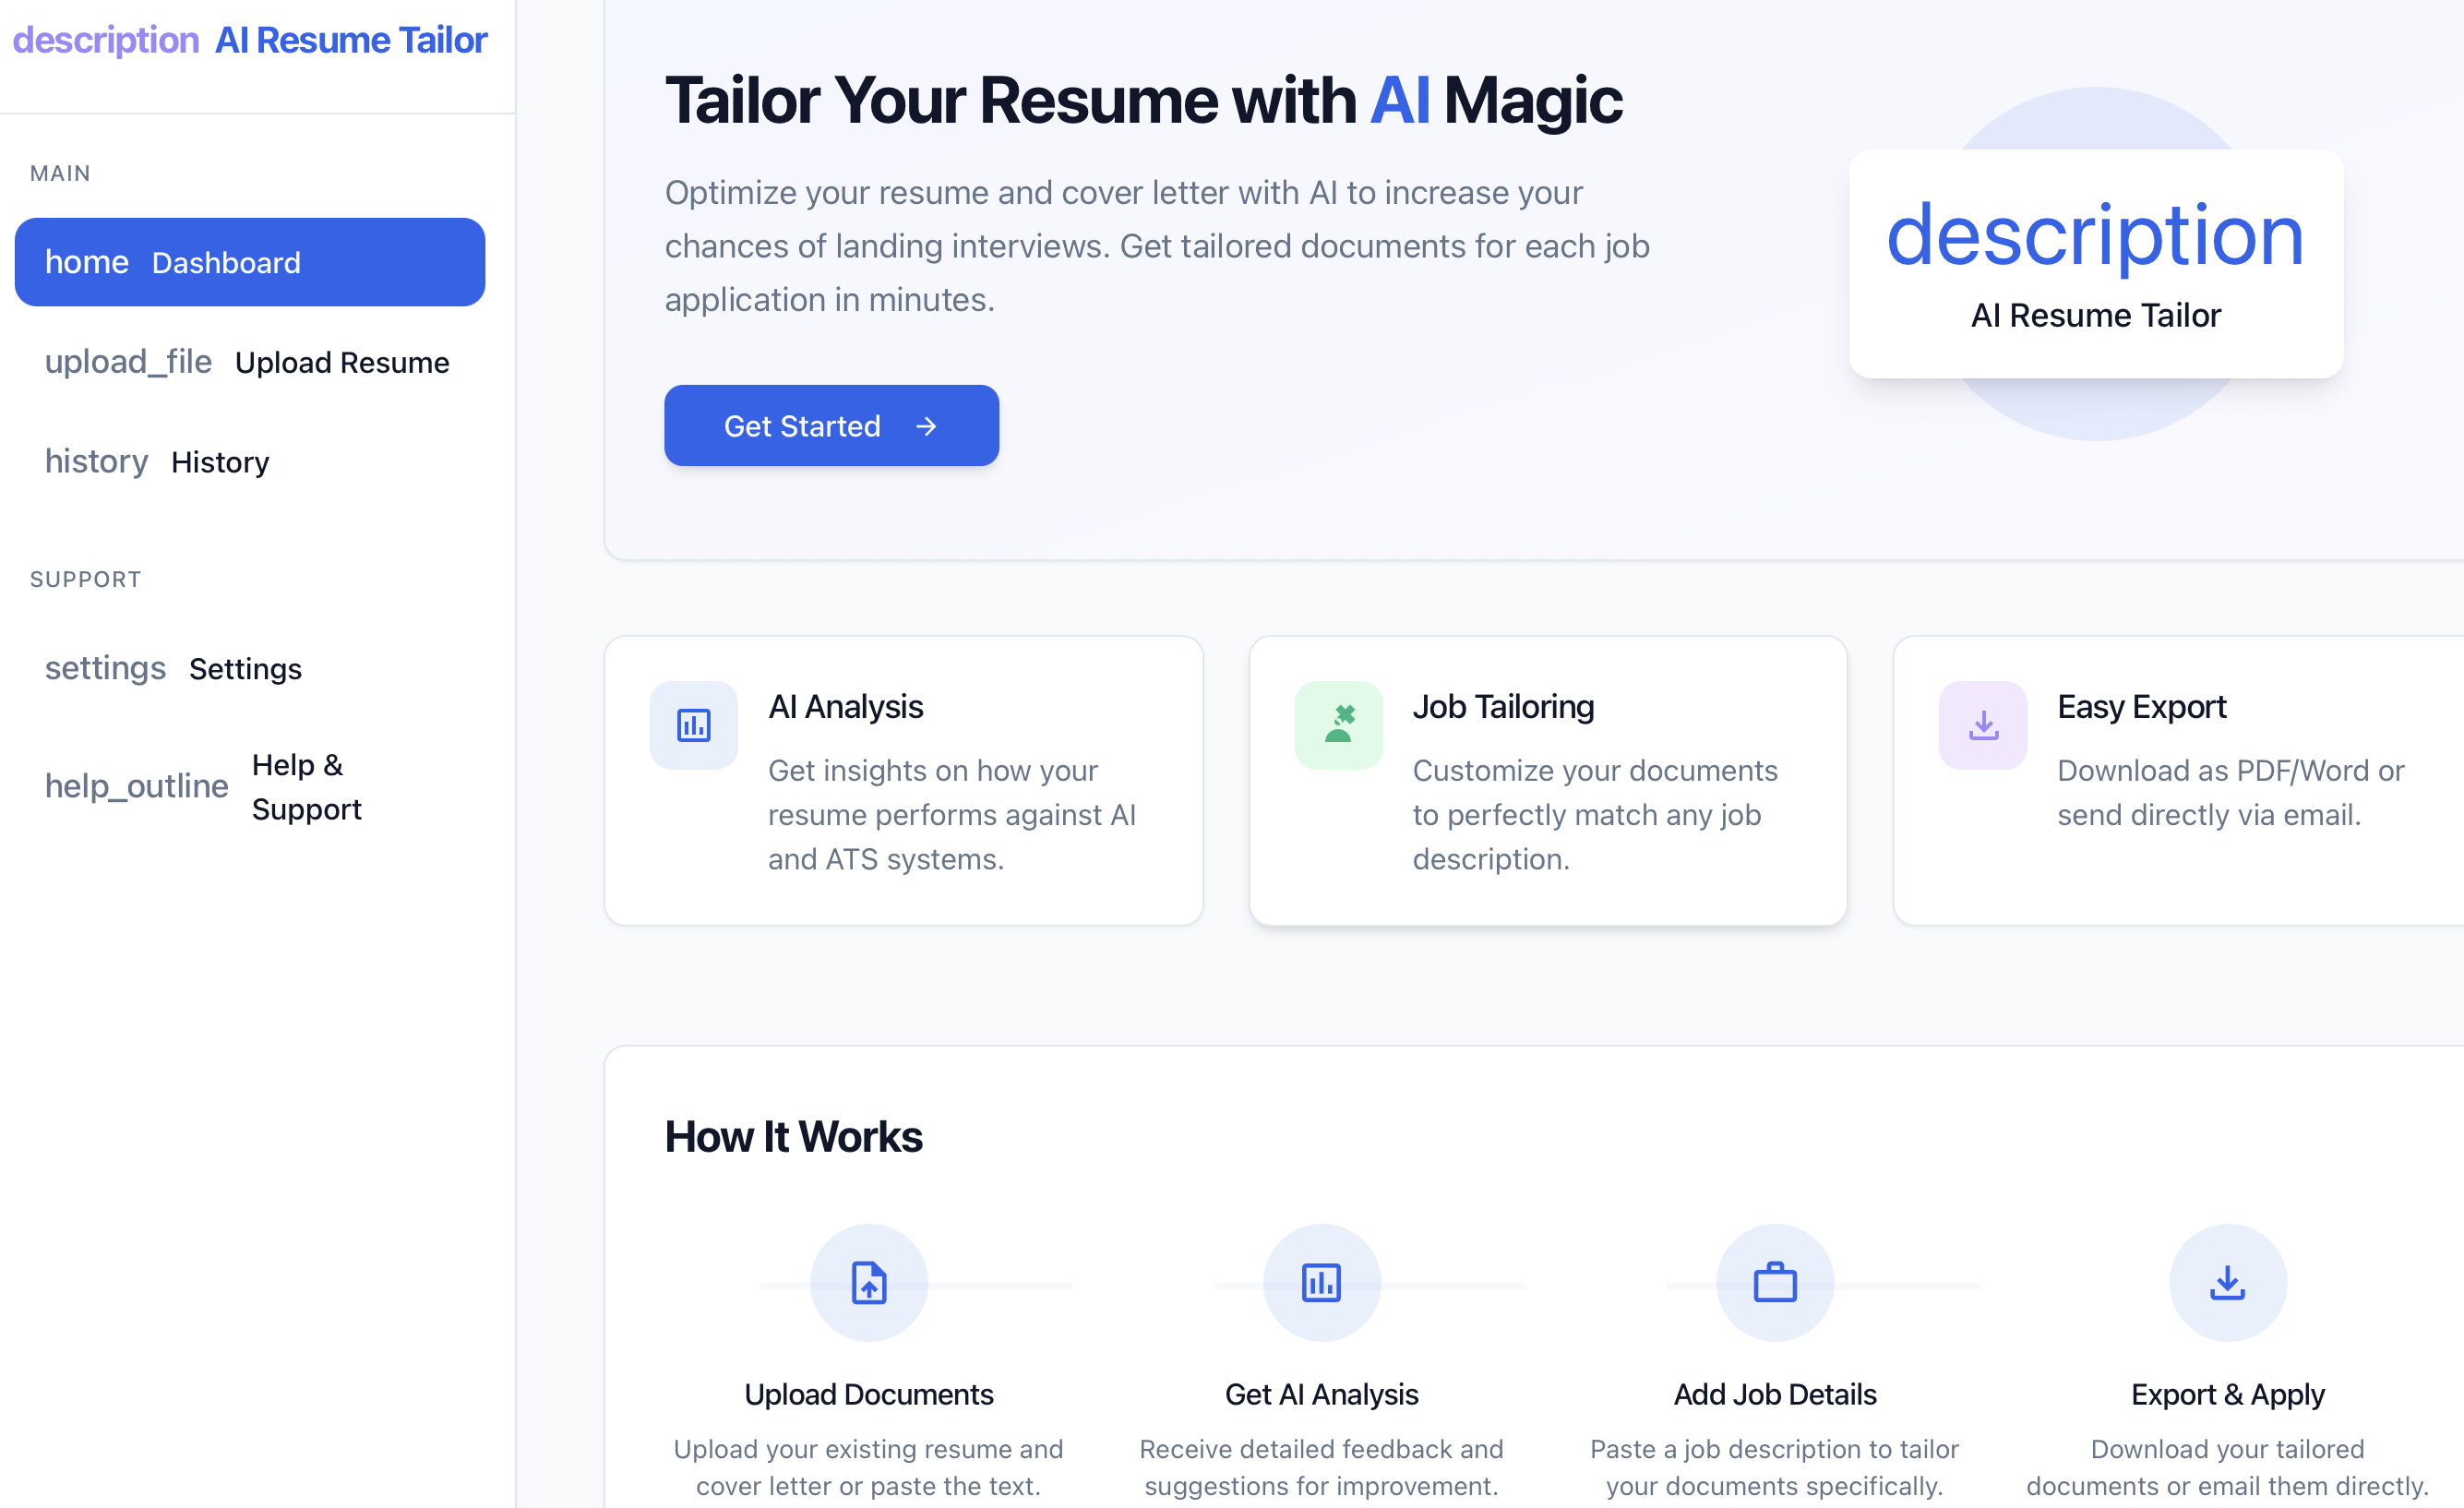 description AI Resume Tailor
MAIN
home Dashboard
upload_file Upload Resume
history History
SUPPORT
settings Settings
help_outline Help &
Support
Tailor Your Resume with AI Magic
Optimize your resume and cover letter with AI to increase your
chances of landing interviews. Get tailored documents for each job
application in minutes.
Get Started →
description
AI Resume Tailor
AI Analysis
Get insights on how your
resume performs against AI
and ATS systems.
Job Tailoring
Customize your documents
to perfectly match any job
description.
Easy Export
Download as PDF/Word or
send directly via email.
How It Works
Upload Documents
Upload your existing resume and
cover letter or paste the text.
Get AI Analysis
Receive detailed feedback and
suggestions for improvement.
Add Job Details
Paste a job description to tailor
your documents specifically.
Export & Apply
Download your tailored
documents or email them directly.